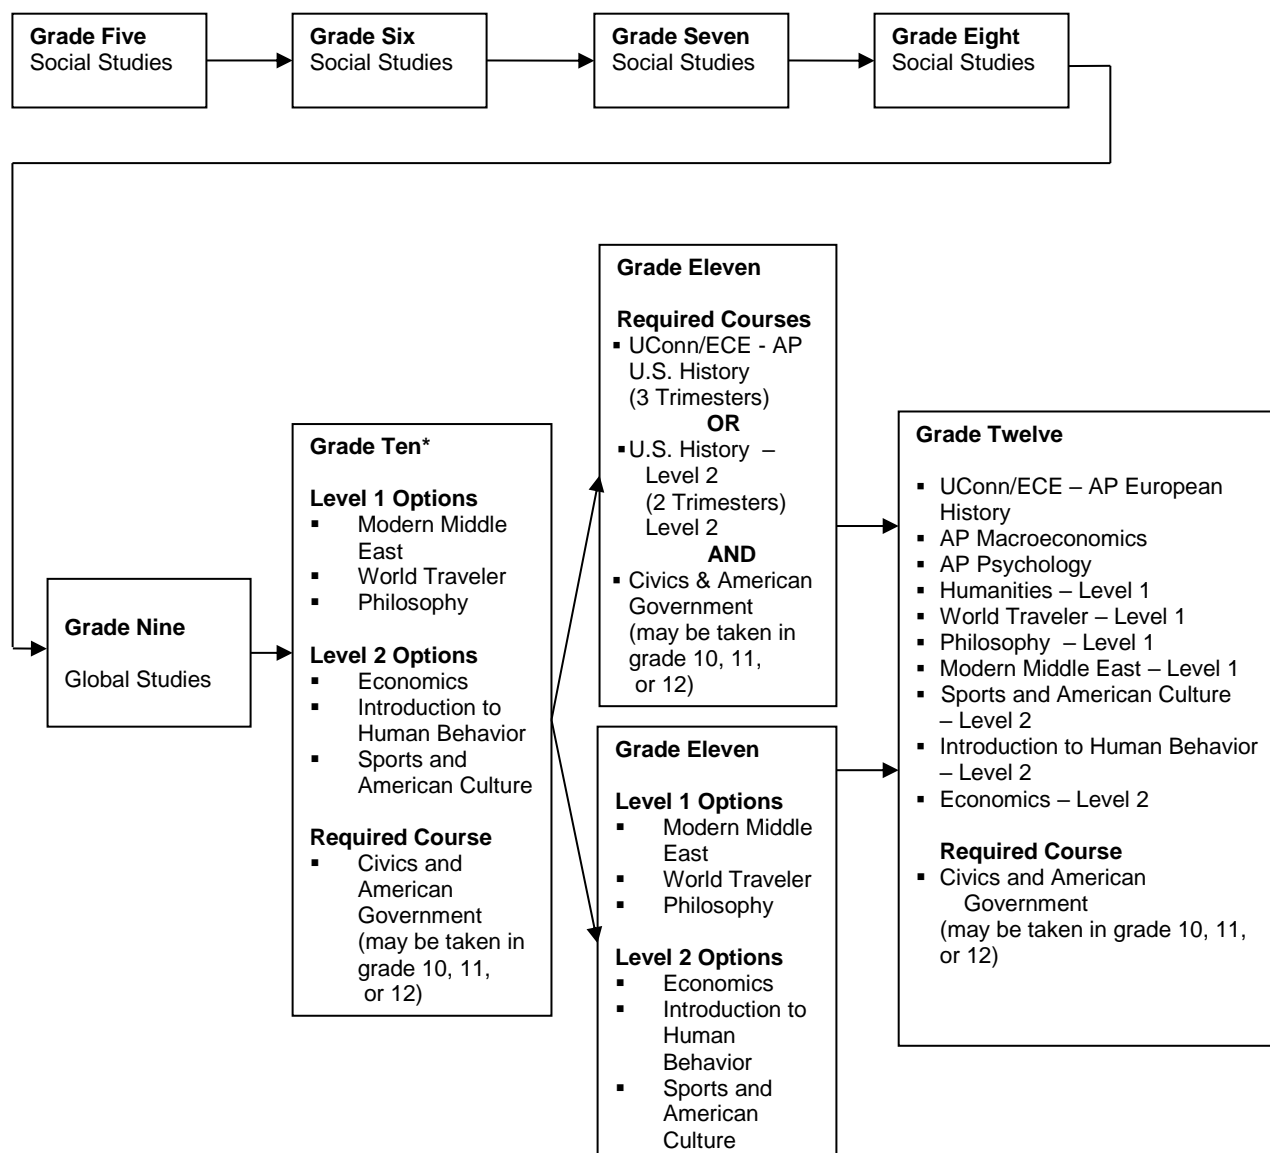 Grade Five
Social Studies
Grade Six
Social Studies
Grade Seven
Social Studies
Grade Eight
Social Studies
Grade Nine
Global Studies
Grade Ten*
Level 1 Options
▪ Modern Middle
East
▪ World Traveler
▪ Philosophy
Level 2 Options
▪ Economics
▪ Introduction to
Human Behavior
▪ Sports and
American Culture
Required Course
▪ Civics and
American
Government
(may be taken in
grade 10, 11,
or 12)
Grade Eleven
Required Courses
▪ UConn/ECE - AP
U.S. History
(3 Trimesters)
OR
▪ U.S. History –
Level 2
(2 Trimesters)
Level 2
AND
▪ Civics & American
Government
(may be taken in
grade 10, 11,
or 12)
Grade Eleven
Level 1 Options
▪ Modern Middle
East
▪ World Traveler
▪ Philosophy
Level 2 Options
▪ Economics
▪ Introduction to
Human
Behavior
▪ Sports and
American
Culture
Grade Twelve
▪ UConn/ECE – AP European
History
▪ AP Macroeconomics
▪ AP Psychology
▪ Humanities – Level 1
▪ World Traveler – Level 1
▪ Philosophy – Level 1
▪ Modern Middle East – Level 1
▪ Sports and American Culture
– Level 2
▪ Introduction to Human Behavior
– Level 2
▪ Economics – Level 2
Required Course
▪ Civics and American
Government
(may be taken in grade 10, 11,
or 12)